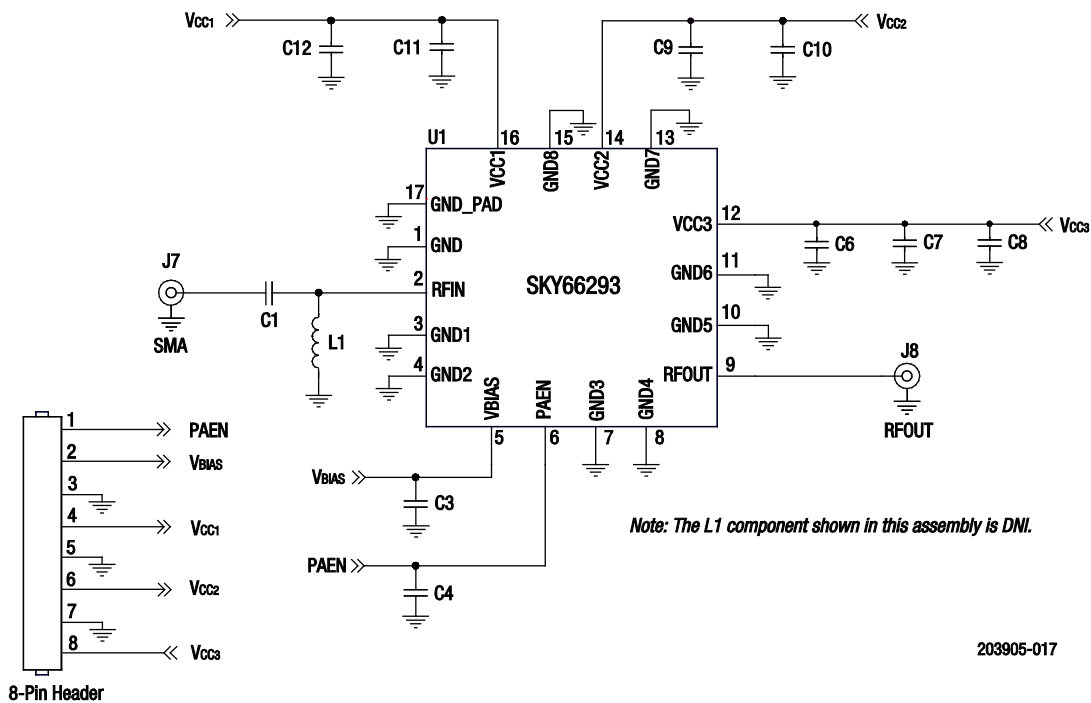 VCC1
VCC2
C12
C11
C9
C10
U1
16
15
14
13
VCC1
GND8
VCC2
GND7
17
GND_PAD
1
GND
2
RFIN
3
GND1
4
GND2
SKY66293
VCC3
12
GND6
11
GND5
10
RFOUT
9
VCC3
C6
C7
C8
J7
SMA
C1
L1
J8
RFOUT
VBIAS
PAEN
GND3
GND4
5
6
7
8
VBIAS
C3
PAEN
C4
1
PAEN
2
VBIAS
3
4
VCC1
5
6
VCC2
7
8
VCC3
8-Pin Header
Note: The L1 component shown in this assembly is DNI.
203905-017